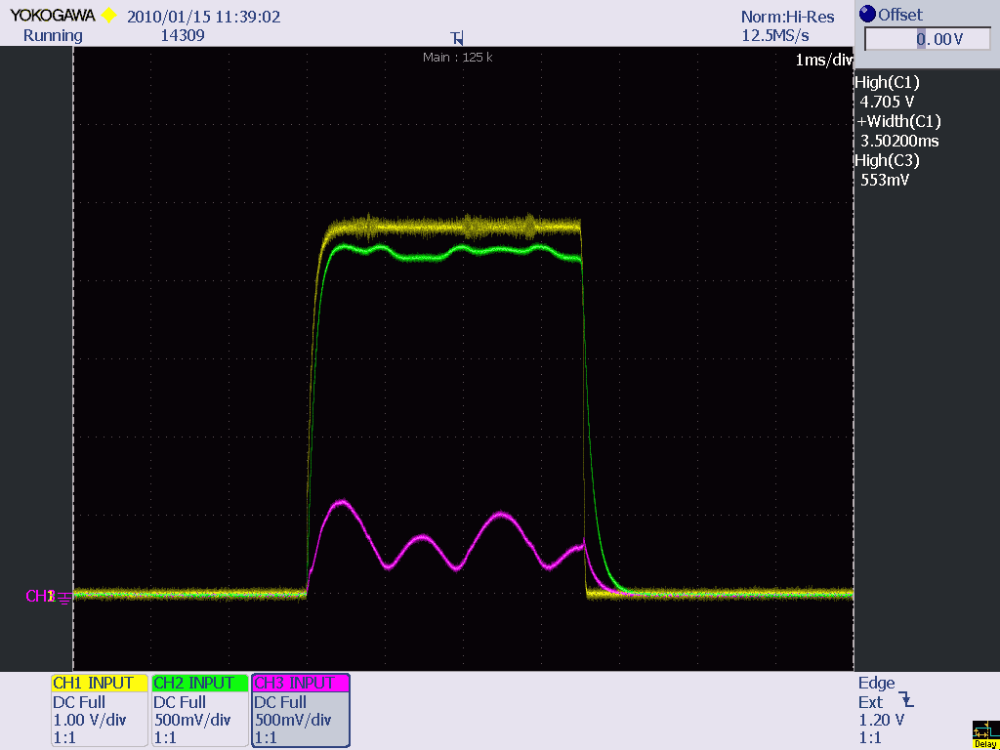 YOKOGAWA 2010/01/15 11:39:02
Running 14309
Norm:Hi-Res
12.5MS/s
Offset
0.00V
T
Main : 125 k
1ms/div
High(C1)
4.705 V
+Width(C1)
3.50200ms
High(C3)
553mV
CH1 INPUT
DC Full
1.00 V/div
1:1
CH2 INPUT
DC Full
500mV/div
1:1
CH3 INPUT
DC Full
500mV/div
1:1
Edge
Ext
1.20 V
1:1
Delay